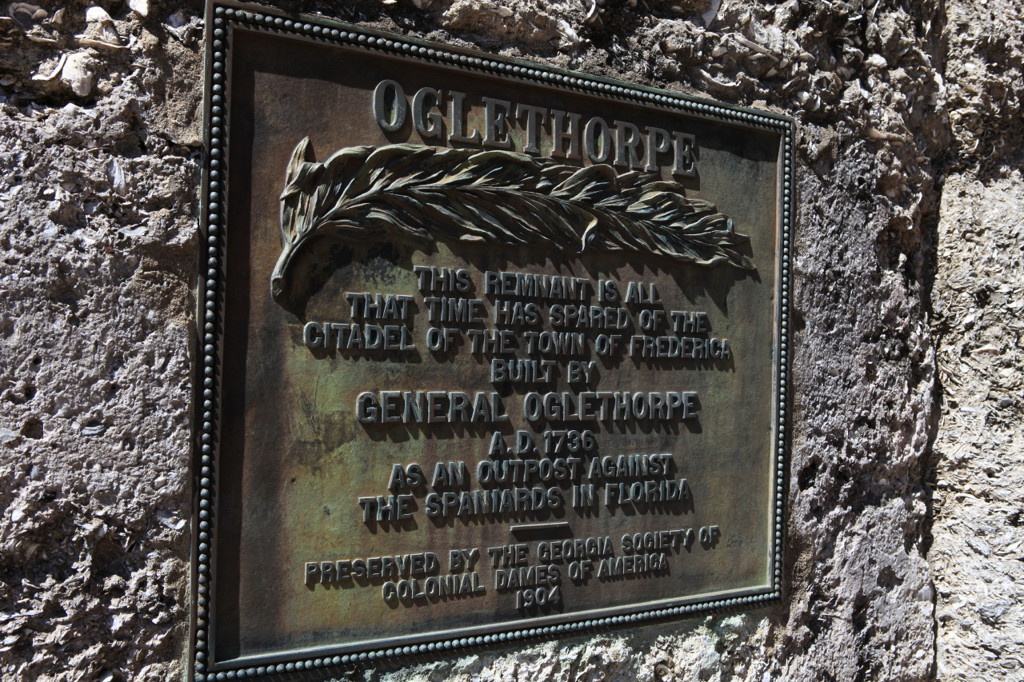 OGLETHORPE
THIS REMNANT IS ALL
THAT TIME HAS SPARED OF THE
CITADEL OF THE TOWN OF FREDERICA
BUILT BY
GENERAL OGLETHORPE
A.D. 1736
AS AN OUTPOST AGAINST
THE SPANIARDS IN FLORIDA
PRESERVED BY THE GEORGIA SOCIETY OF
COLONIAL DAMES OF AMERICA
1904